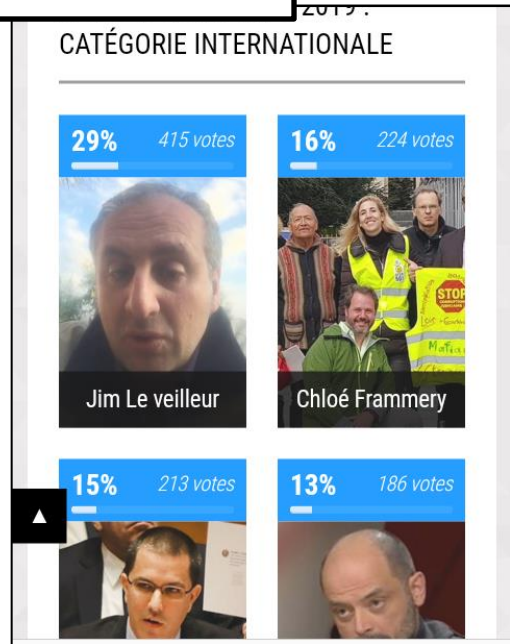 2019 :
CATÉGORIE INTERNATIONALE
29% 415 votes
16% 224 votes
STOP
Jim Le veilleur
Chloé Frammery
15% 213 votes
13% 186 votes
▲